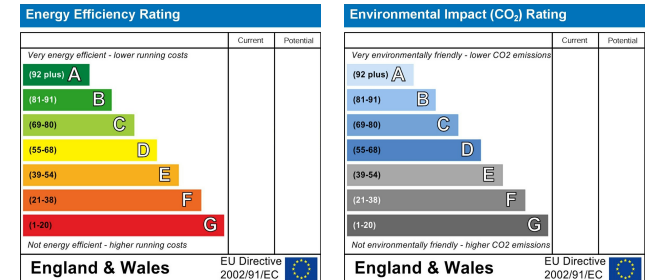 Energy Efficiency Rating
Current Potential
Very energy efficient - lower running costs
(92 plus) A
(81-91) B
(69-80) C
(55-68) D
(39-54) E
(21-38) F
(1-20) G
Not energy efficient - higher running costs
England & Wales
EU Directive
2002/91/EC
Environmental Impact (CO₂) Rating
Current Potential
Very environmentally friendly - lower CO2 emissions
(92 plus) A
(81-91) B
(69-80) C
(55-68) D
(39-54) E
(21-38) F
(1-20) G
Not environmentally friendly - higher CO2 emissions
England & Wales
EU Directive
2002/91/EC